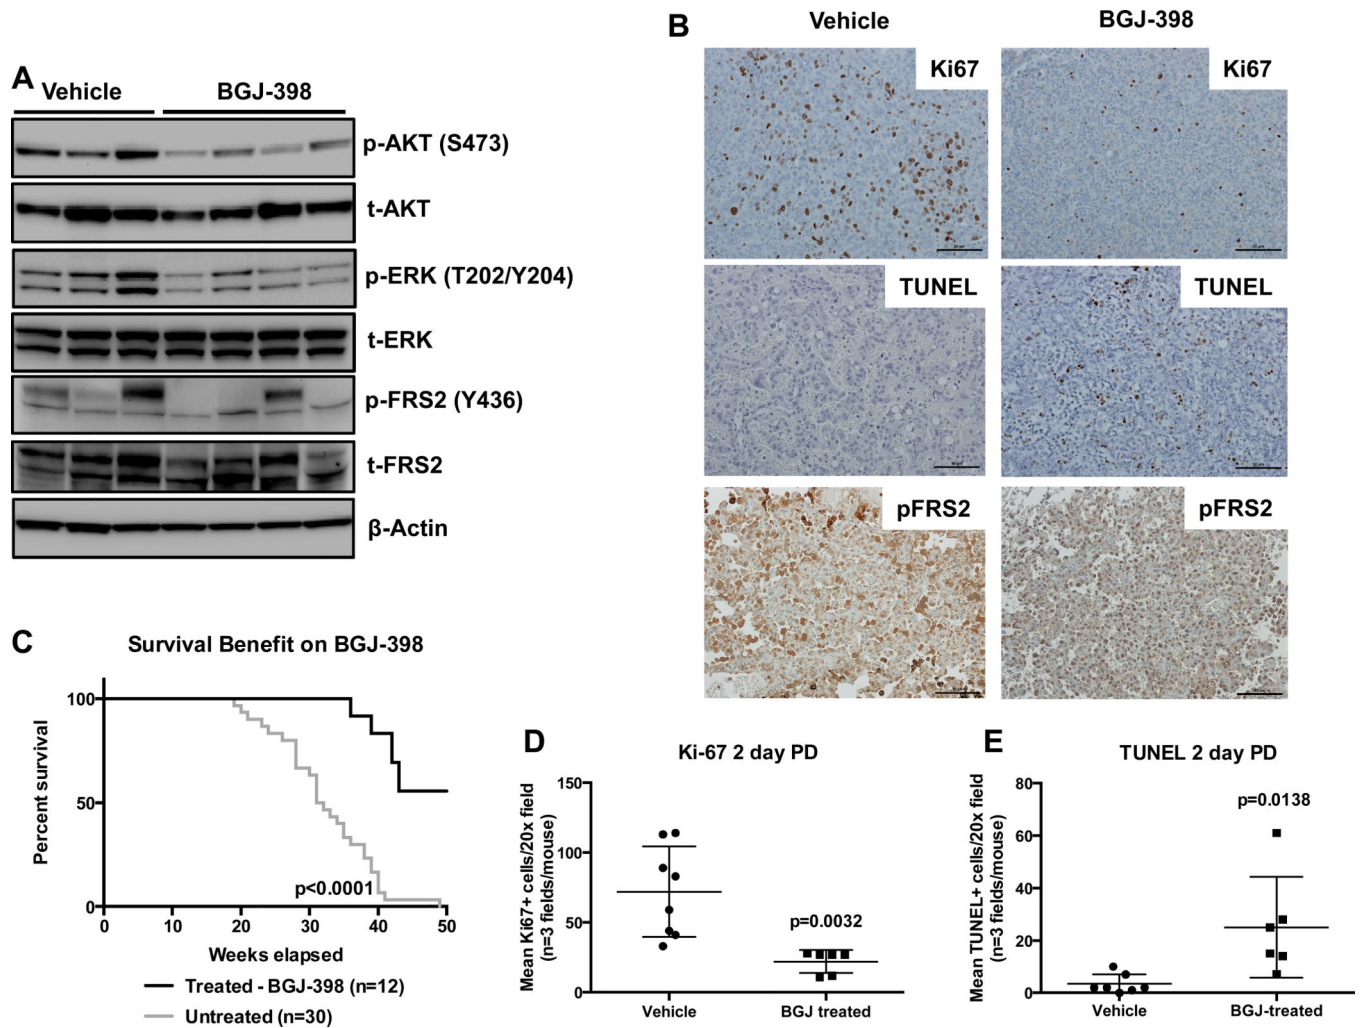 A
Vehicle BGJ-398
p-AKT (S473)
t-AKT
p-ERK (T202/Y204)
t-ERK
p-FRS2 (Y436)
t-FRS2
β-Actin
B
Vehicle BGJ-398
Ki67 Ki67
TUNEL TUNEL
pFRS2 pFRS2
C
Survival Benefit on BGJ-398
Percent survival
100
50
0
p<0.0001
0 10 20 30 40 50
Weeks elapsed
Treated - BGJ-398 (n=12)
Untreated (n=30)
D
Ki-67 2 day PD
Mean Ki67+ cells/20x field
(n=3 fields/mouse)
150
100
50
0
p=0.0032
Vehicle BGJ treated
E
TUNEL 2 day PD
Mean TUNEL+ cells/20x field
(n=3 fields/mouse)
80
60
40
20
0
p=0.0138
Vehicle BGJ-treated